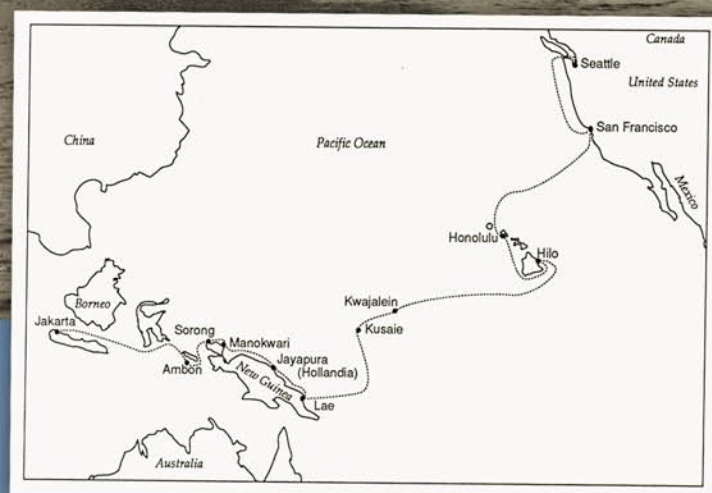 Canada
Seattle
United States
San Francisco
China
Pacific Ocean
Mexico
Honolulu
Hilo
Kwajalein
Borneo
Jakarta
Kusaie
Sorong
Manokwari
Jayapura
(Hollandia)
Ambon
New Guinea
Lae
Australia